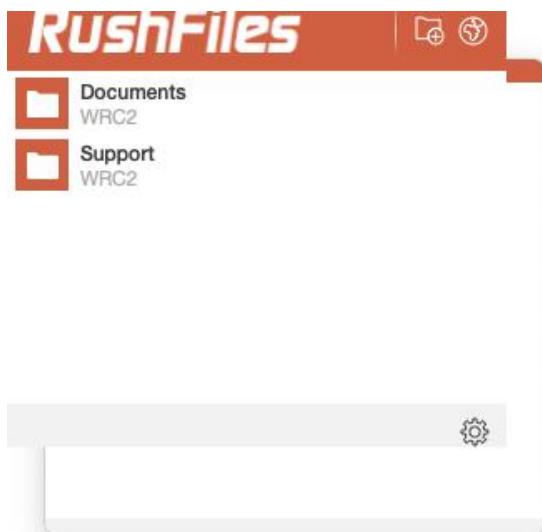 RushFiles
Documents
WRC2
Support
WRC2